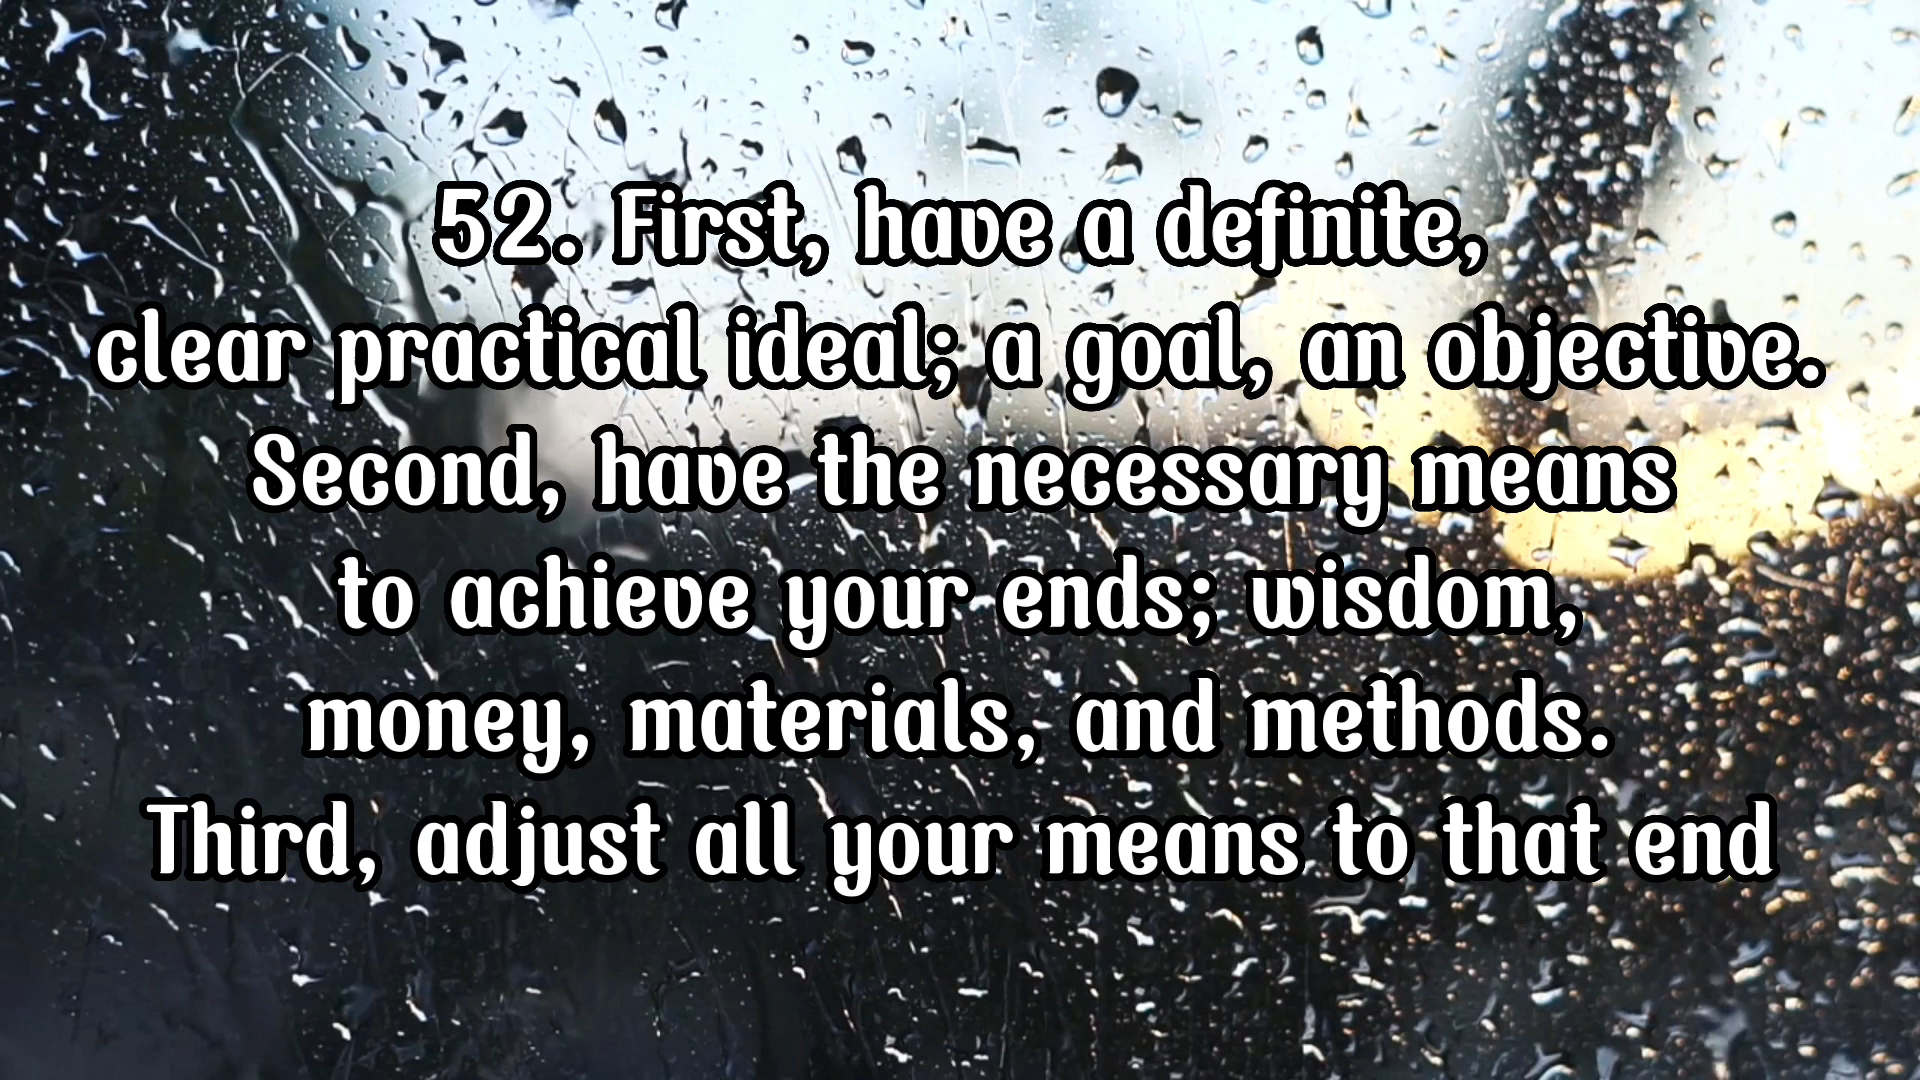 52. First, have a definite,
clear practical ideal; a goal, an objective.
Second, have the necessary means
to achieve your ends; wisdom,
money, materials, and methods.
Third, adjust all your means to that end